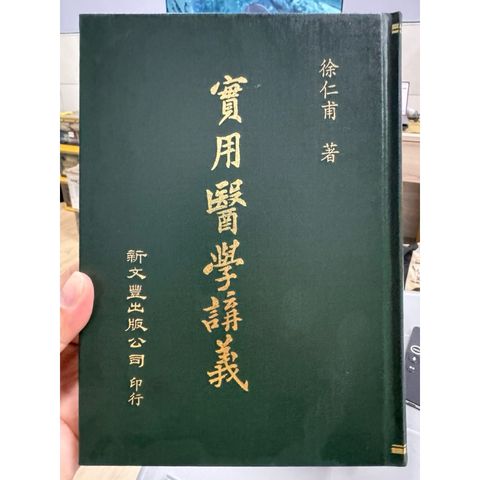 徐仁甫 著
實用醫學講義
新文豐出版公司 印行